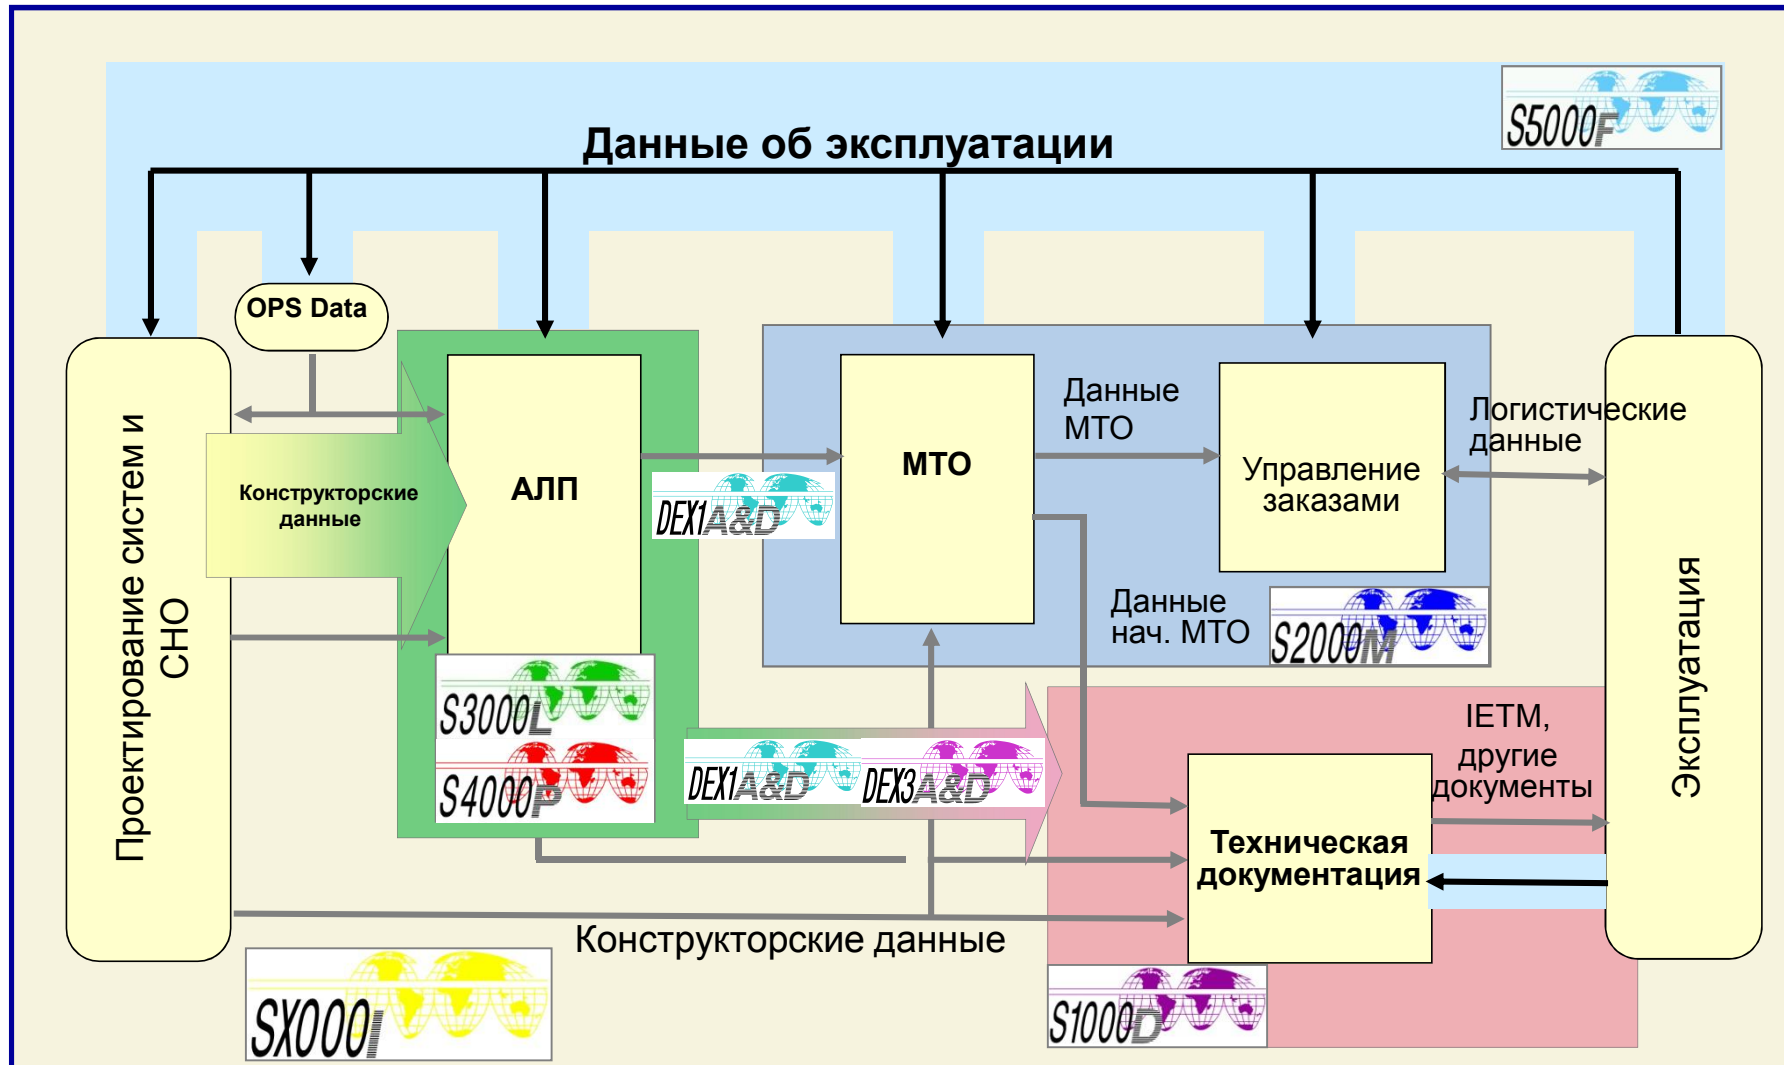 S5000F
Данные об эксплуатации
OPS Data
Проектирование систем и
СНО
Конструкторские
данные
АЛП
DEX1A&D
МТО
Данные
МТО
Управление
заказами
Логистические
данные
Эксплуатация
Данные
нач. МТО
S2000M
S3000L
S4000P
DEX1A&D
DEX3A&D
IETM,
другие
документы
Техническая
документация
Конструкторские данные
SX000i
S1000D